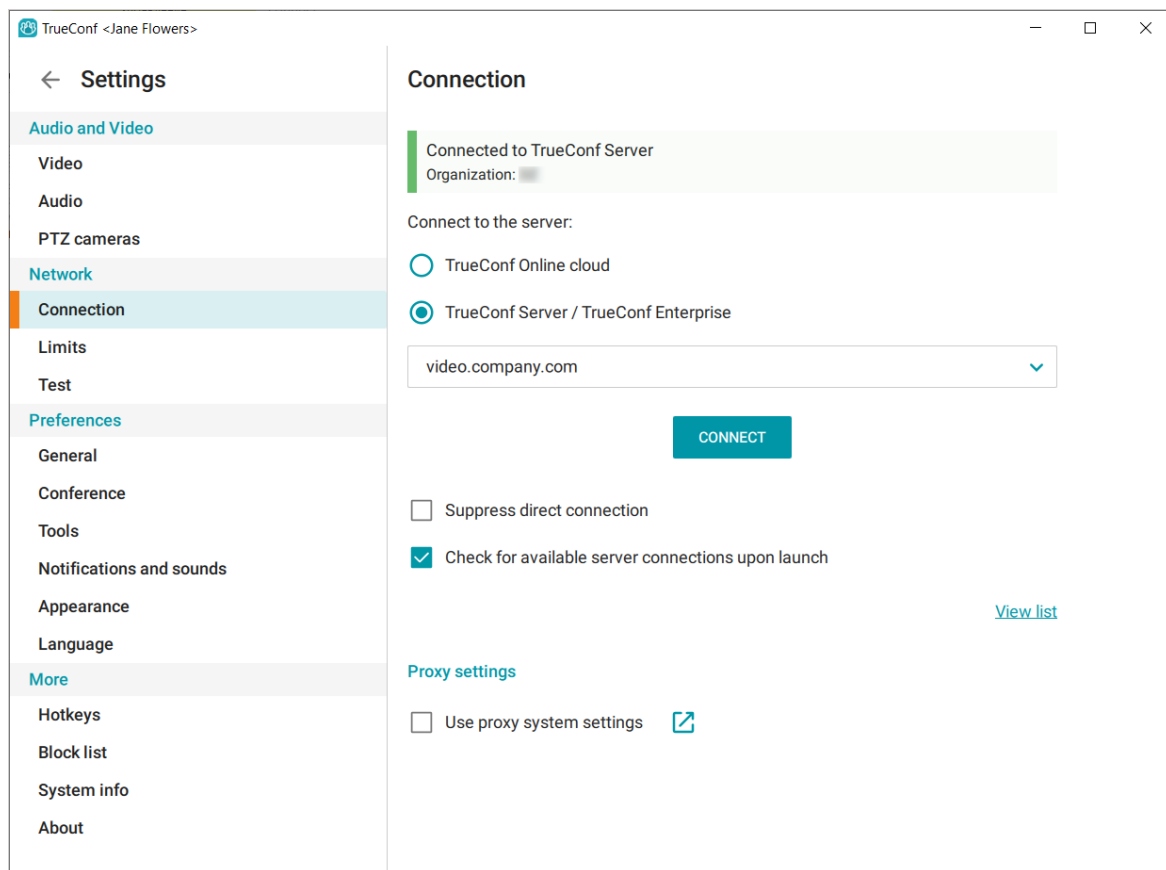 TrueConf <Jane Flowers>
Settings
Audio and Video
Video
Audio
PTZ cameras
Network
Connection
Limits
Test
Preferences
General
Conference
Tools
Notifications and sounds
Appearance
Language
More
Hotkeys
Block list
System info
About
Connection
Connected to TrueConf Server
Organization:
Connect to the server:
TrueConf Online cloud
TrueConf Server / TrueConf Enterprise
video.company.com
CONNECT
Suppress direct connection
Check for available server connections upon launch
View list
Proxy settings
Use proxy system settings